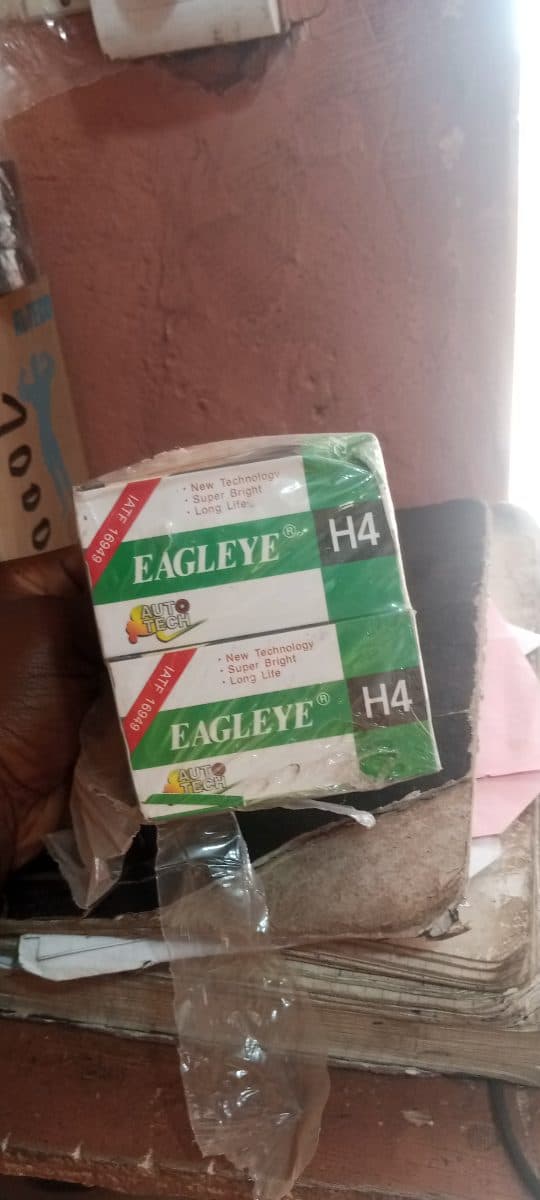 IATF 16949
· New Technology
· Super Bright
· Long Life
EAGLEYE® H4
AUTO
TECH
IATF 16949
· New Technology
· Super Bright
· Long Life
EAGLEYE® H4
AUTO
TECH